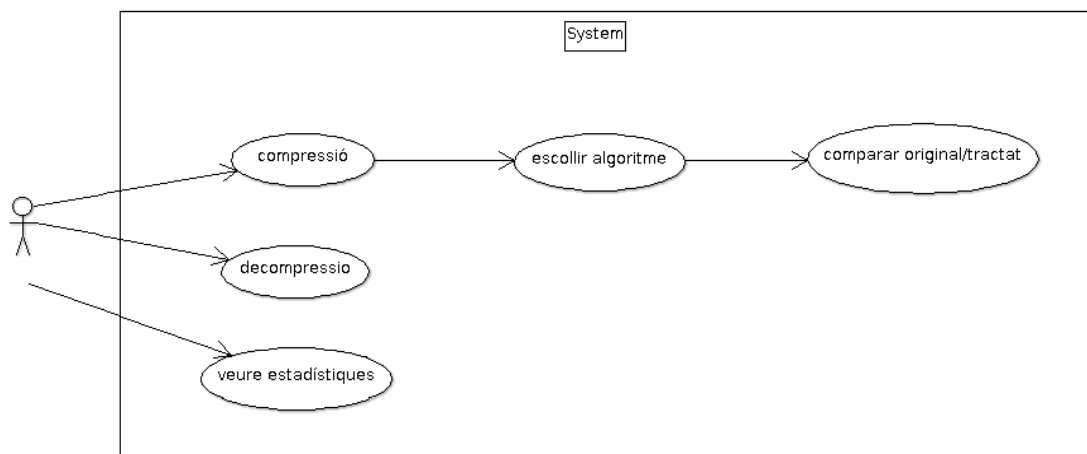 System
compressió
escollir algoritme
comparar original/tractat
decompressio
veure estadístiques